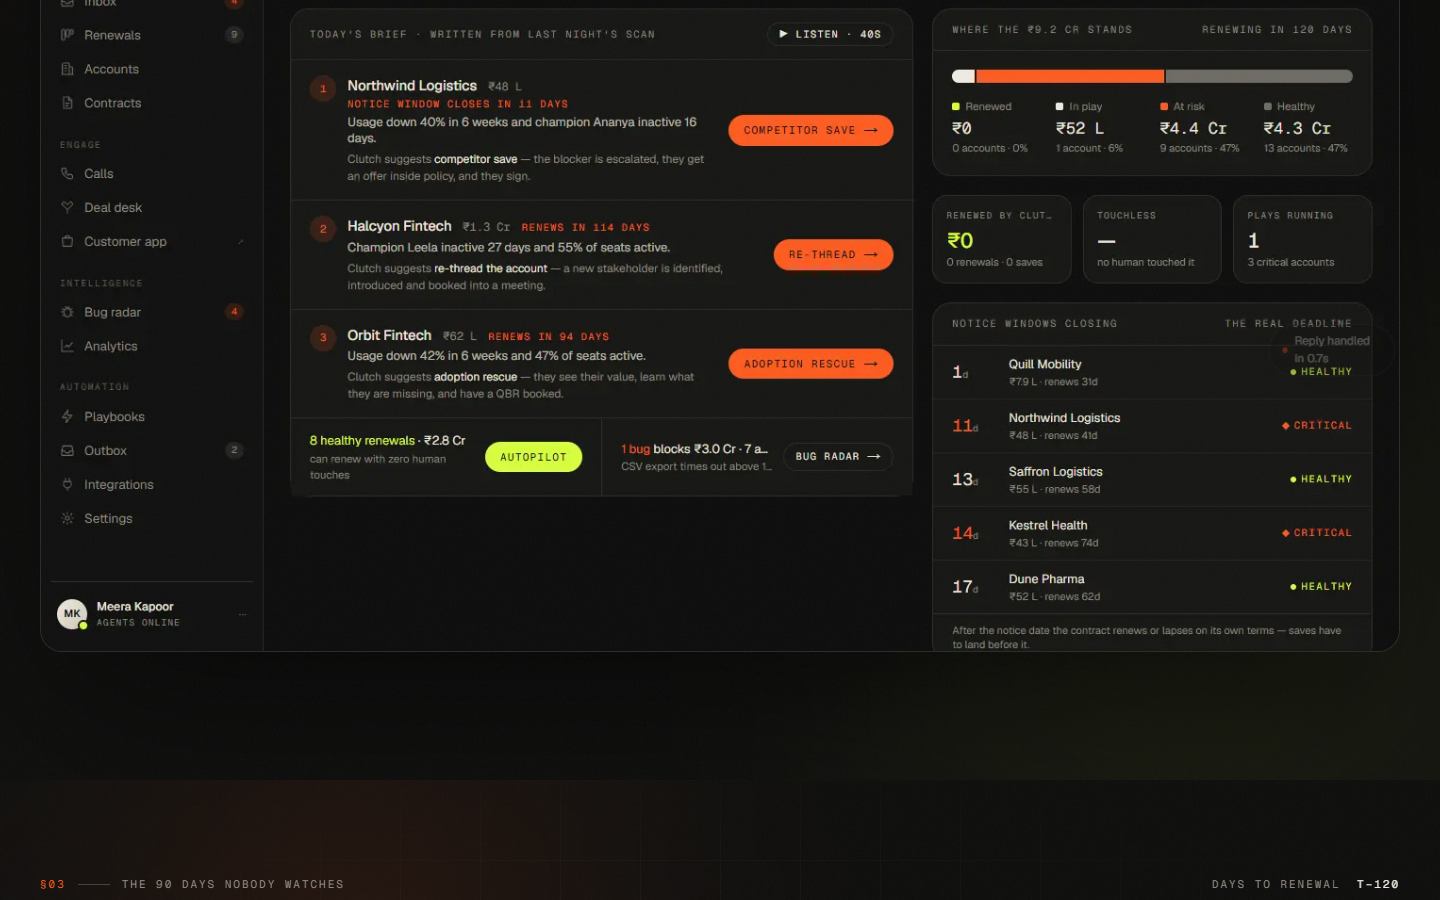 Inbox 4
Renewals 9
Accounts
Contracts
ENGAGE
Calls
Deal desk
Customer app
INTELLIGENCE
Bug radar 4
Analytics
AUTOMATION
Playbooks
Outbox 2
Integrations
Settings
MK Meera Kapoor
AGENTS ONLINE
TODAY'S BRIEF · WRITTEN FROM LAST NIGHT'S SCAN
▶ LISTEN · 40S
1 Northwind Logistics ₹48 L
NOTICE WINDOW CLOSES IN 11 DAYS
Usage down 40% in 6 weeks and champion Ananya inactive 16
days.
Clutch suggests competitor save — the blocker is escalated, they get
an offer inside policy, and they sign.
COMPETITOR SAVE →
2 Halcyon Fintech ₹1.3 Cr RENEWS IN 114 DAYS
Champion Leela inactive 27 days and 55% of seats active.
Clutch suggests re-thread the account — a new stakeholder is identified,
introduced and booked into a meeting.
RE-THREAD →
3 Orbit Fintech ₹62 L RENEWS IN 94 DAYS
Usage down 42% in 6 weeks and 47% of seats active.
Clutch suggests adoption rescue — they see their value, learn what
they are missing, and have a QBR booked.
ADOPTION RESCUE →
8 healthy renewals · ₹2.8 Cr
can renew with zero human
touches
AUTOPILOT
1 bug blocks ₹3.0 Cr · 7 a…
CSV export times out above 1…
BUG RADAR →
WHERE THE ₹9.2 CR STANDS RENEWING IN 120 DAYS
Renewed In play At risk Healthy
₹0 ₹52 L ₹4.4 Cr ₹4.3 Cr
0 accounts · 0% 1 account · 6% 9 accounts · 47% 13 accounts · 47%
RENEWED BY CLUT…
₹0
0 renewals · 0 saves
TOUCHLESS
—
no human touched it
PLAYS RUNNING
1
3 critical accounts
NOTICE WINDOWS CLOSING THE REAL DEADLINE
Reply handled
in 0.7s
1d Quill Mobility HEALTHY
₹7.9 L · renews 31d
11d Northwind Logistics CRITICAL
₹48 L · renews 41d
13d Saffron Logistics HEALTHY
₹55 L · renews 58d
14d Kestrel Health CRITICAL
₹43 L · renews 74d
17d Dune Pharma HEALTHY
₹52 L · renews 62d
After the notice date the contract renews or lapses on its own terms — saves have
to land before it.
§03 THE 90 DAYS NOBODY WATCHES
DAYS TO RENEWAL T−120